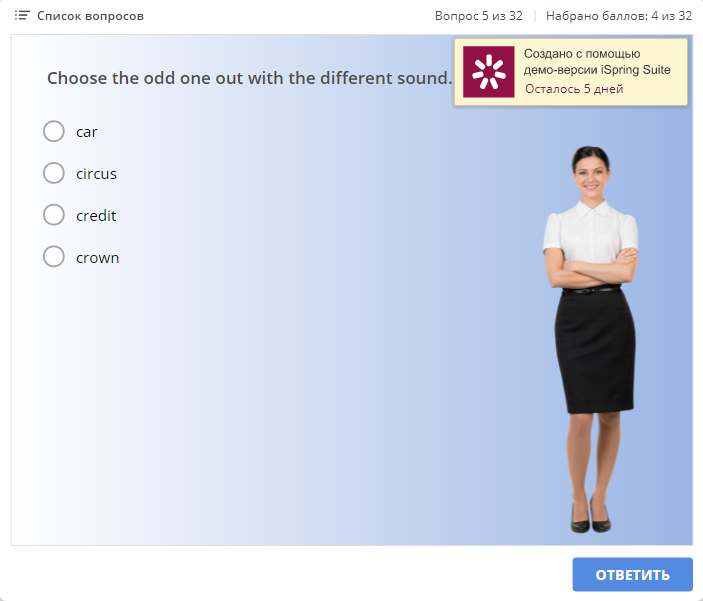 Список вопросов
Вопрос 5 из 32
Набрано баллов: 4 из 32
Создано с помощью
демо-версии iSpring Suite
Осталось 5 дней
Choose the odd one out with the different sound.
car
circus
credit
crown
ОТВЕТИТЬ